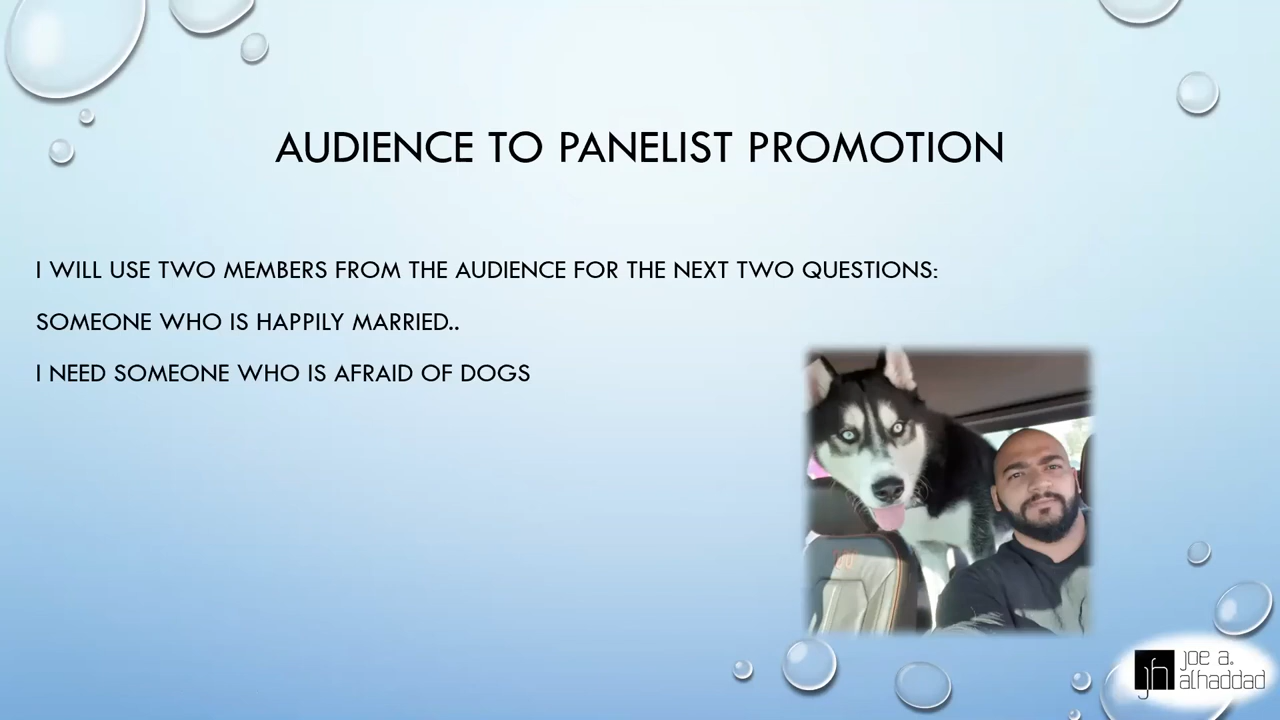 AUDIENCE TO PANELIST PROMOTION
I WILL USE TWO MEMBERS FROM THE AUDIENCE FOR THE NEXT TWO QUESTIONS:
SOMEONE WHO IS HAPPILY MARRIED..
I NEED SOMEONE WHO IS AFRAID OF DOGS
jh
joe a.
alhaddad